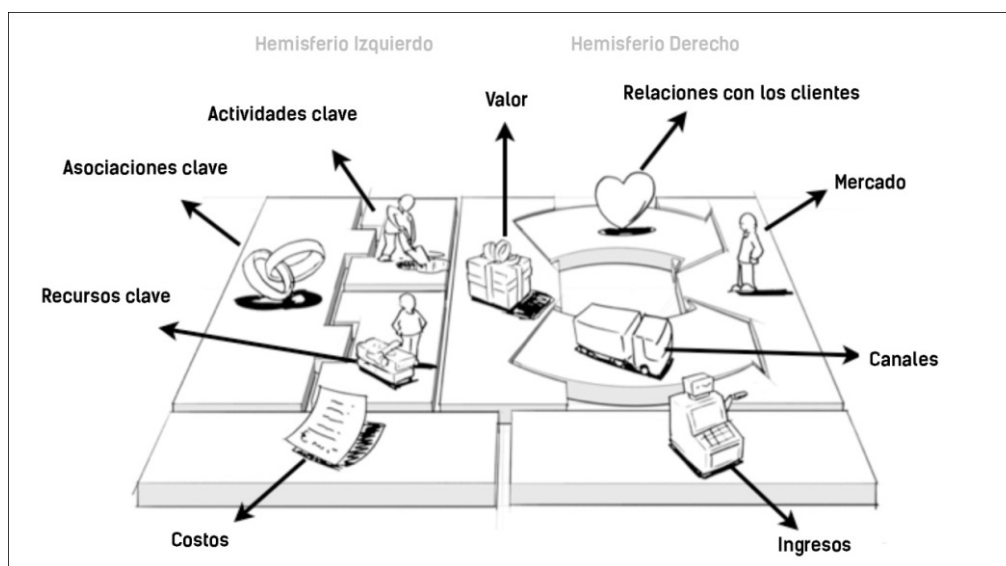 Hemisferio Izquierdo
Hemisferio Derecho
Relaciones con los clientes
Valor
Actividades clave
Asociaciones clave
Mercado
Recursos clave
Canales
Costos
Ingresos